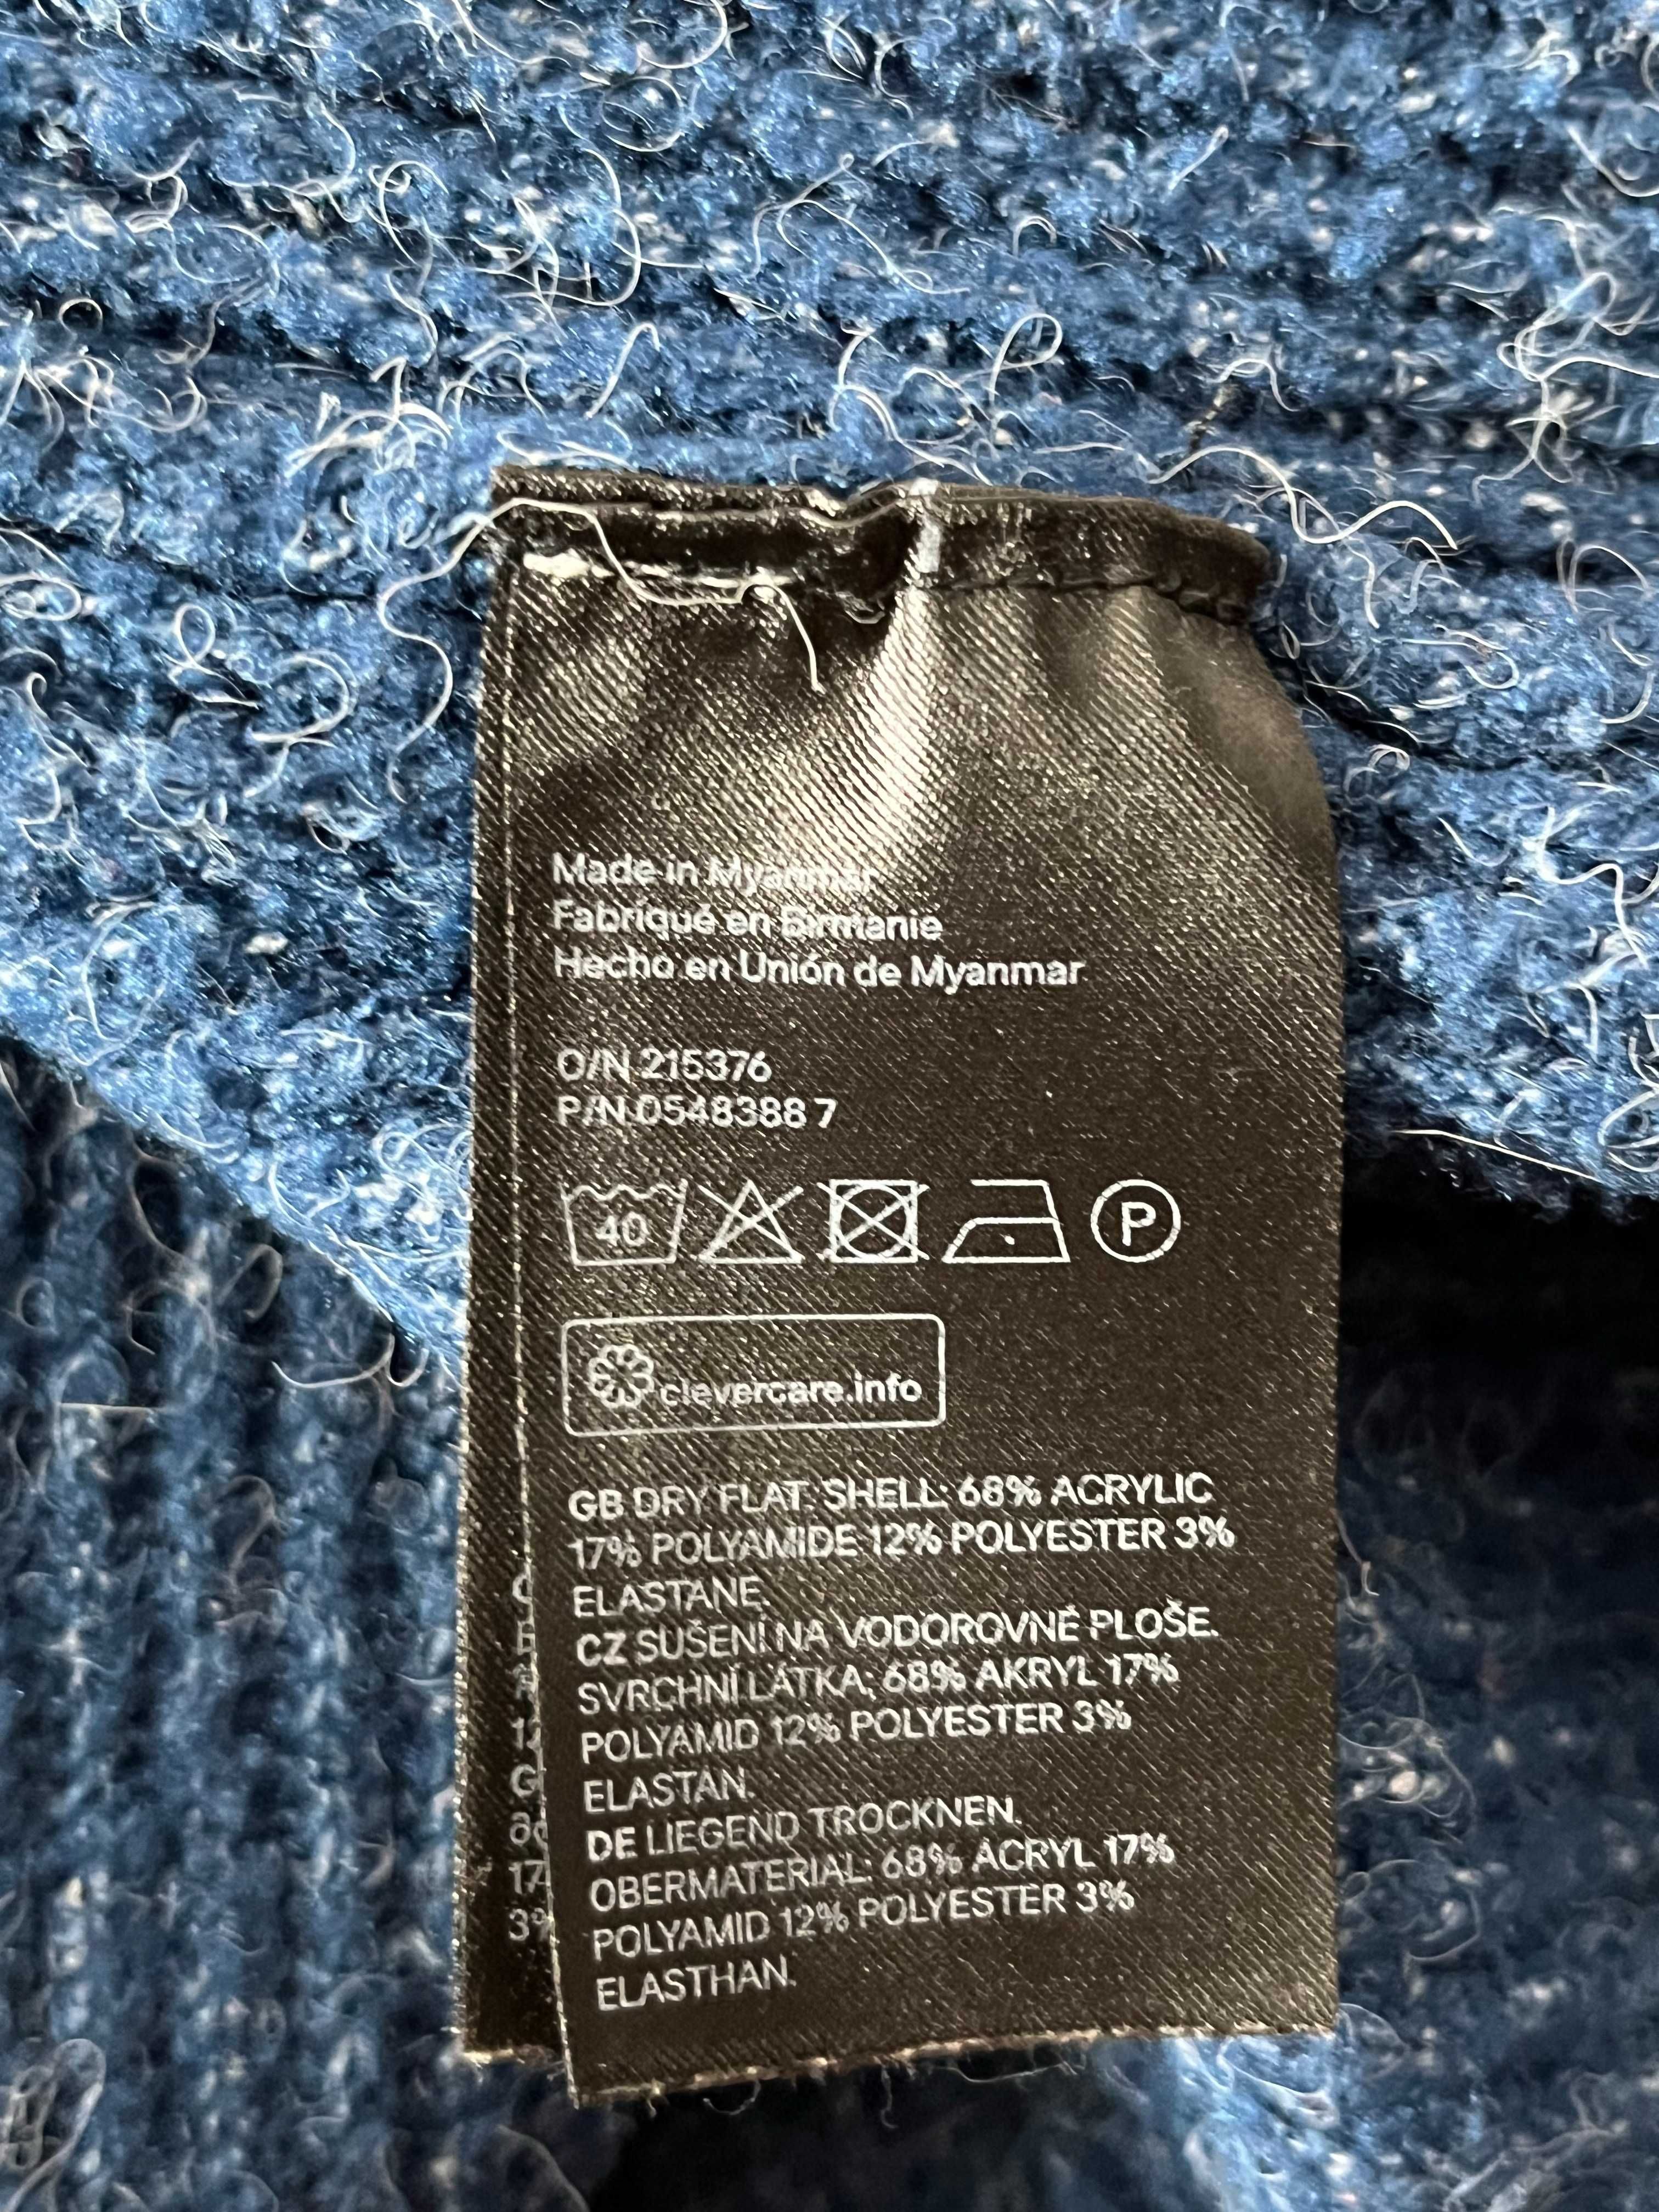 Made in Myanmar
Fabriqué en Birmanie
Hecho en Unión de Myanmar
O/N 215376
P/N 0548388 7
40
P
clevercare.info
GB DRY FLAT. SHELL: 68% ACRYLIC
17% POLYAMIDE 12% POLYESTER 3%
ELASTANE.
CZ SUŠENÍ NA VODOROVNÉ PLOŠE.
SVRCHNÍ LÁTKA: 68% AKRYL 17%
POLYAMID 12% POLYESTER 3%
ELASTAN.
DE LIEGEND TROCKNEN.
OBERMATERIAL: 68% ACRYL 17%
POLYAMID 12% POLYESTER 3%
ELASTHAN.